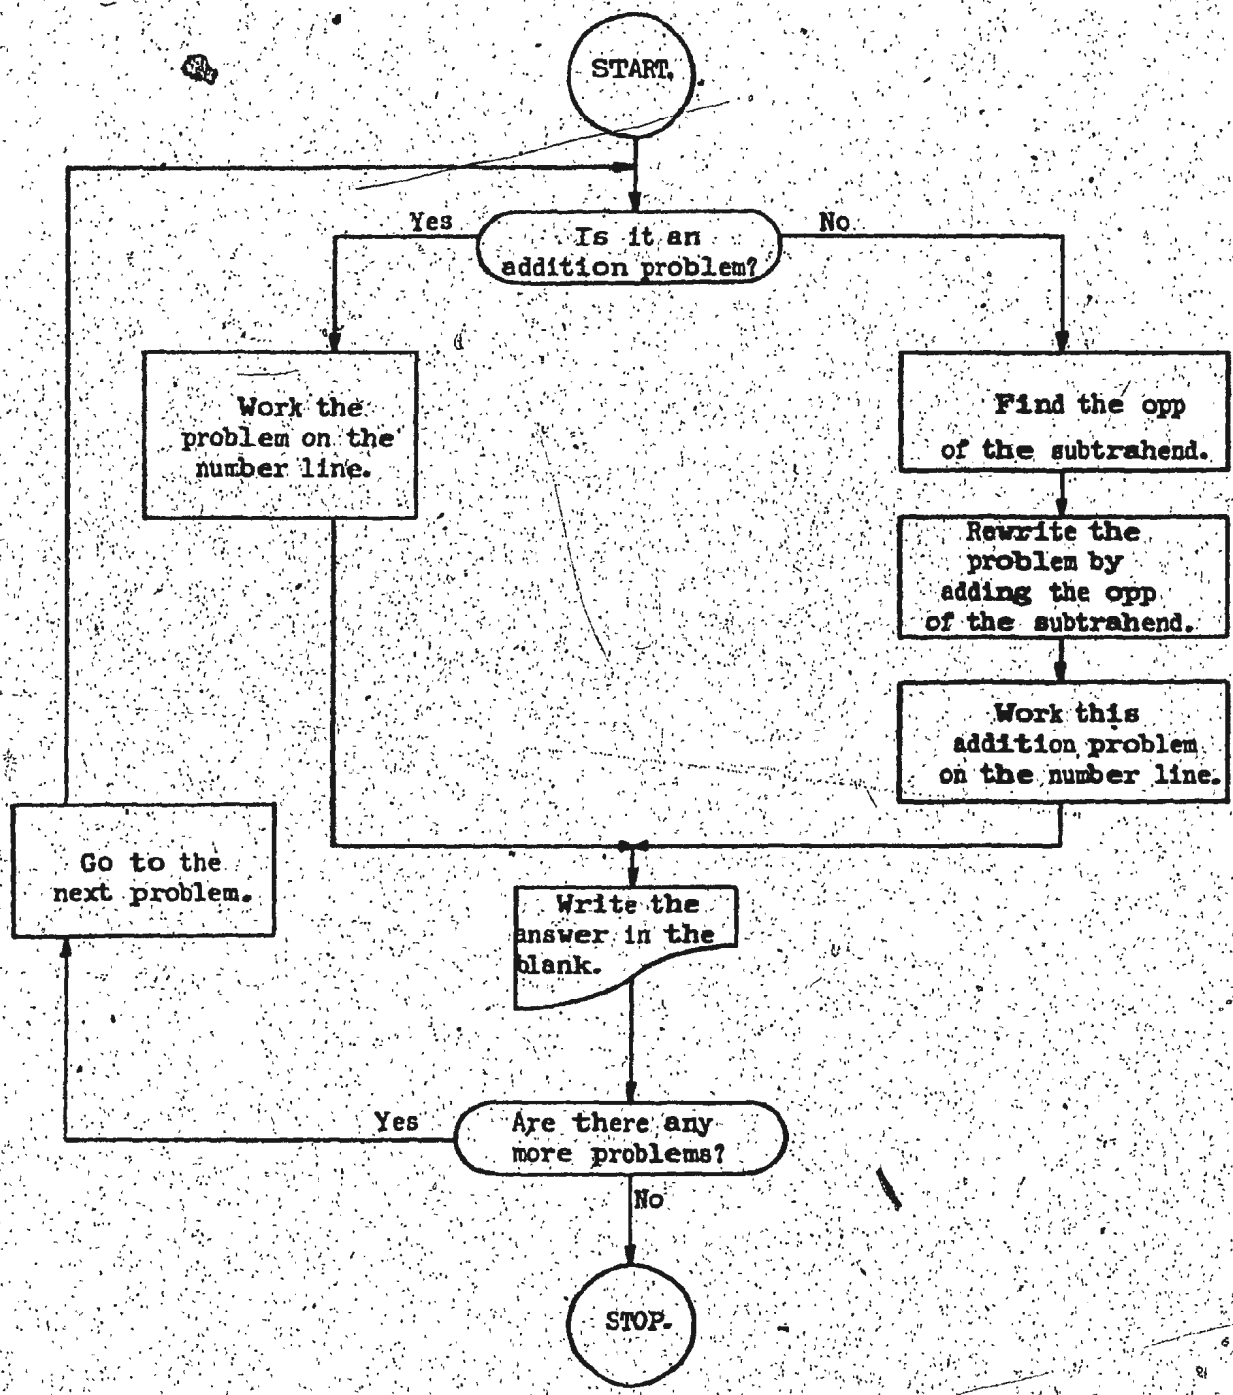 START.
Yes
Is it an
addition problem?
No
Work the
problem on the
number line.
Find the opp
of the subtrahend.
Rewrite the
problem by
adding the opp
of the subtrahend.
Work this
addition problem
on the number line.
Go to the
next problem.
Write the
answer in the
blank.
Yes
Are there any
more problems?
No
STOP.